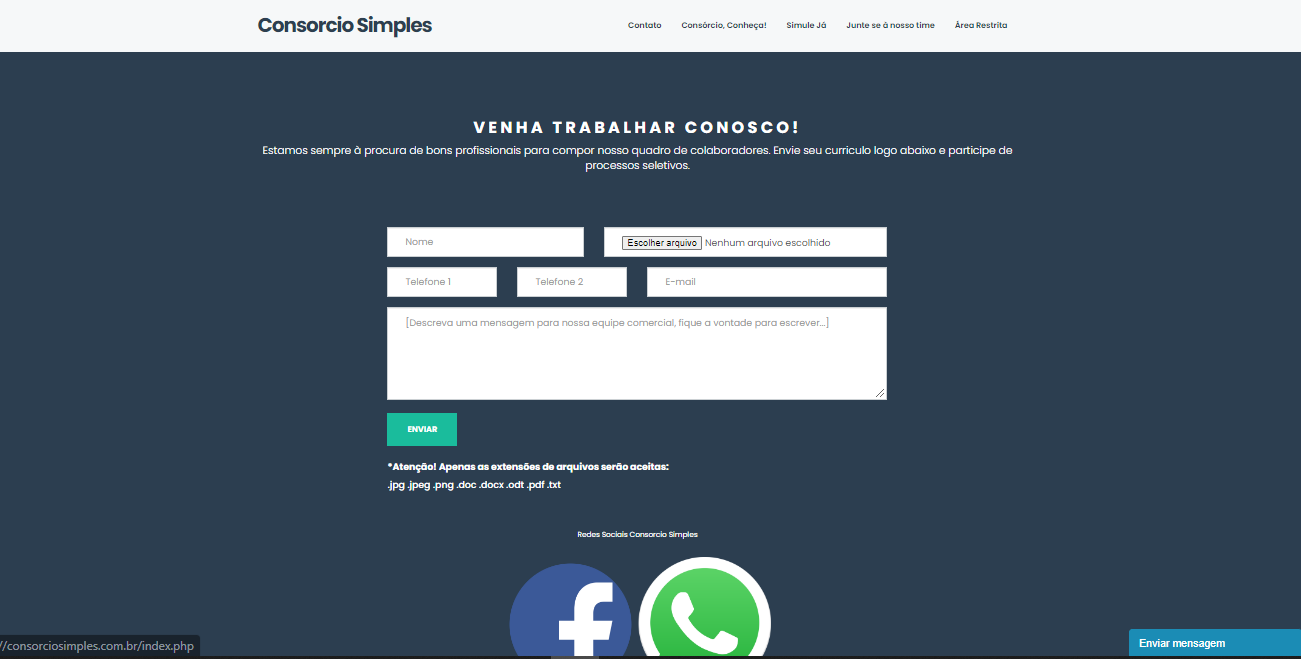 Consorcio Simples
Contato Consórcio, Conheça! Simule Já Junte se à nosso time Área Restrita
VENHA TRABALHAR CONOSCO!
Estamos sempre à procura de bons profissionais para compor nosso quadro de colaboradores. Envie seu curriculo logo abaixo e participe de
processos seletivos.
Nome
Escolher arquivo Nenhum arquivo escolhido
Telefone 1
Telefone 2
E-mail
[Descreva uma mensagem para nossa equipe comercial, fique a vontade para escrever...]
ENVIAR
*Atenção! Apenas as extensões de arquivos serão aceitas:
.jpg .jpeg .png .doc .docx .odt .pdf .txt
Redes Sociais Consorcio Simples
//consorciosimples.com.br/index.php
Enviar mensagem